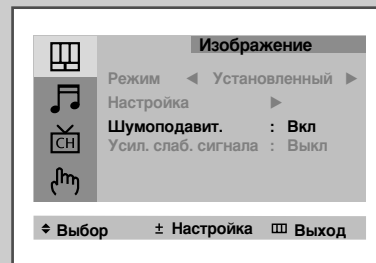 Изображение
Режим ◀ Установленный ▶
Настройка ▶
Шумоподавит. : Вкл
Усил. слаб. сигнала : Выкл
CH
Выбор ± Настройка Выход